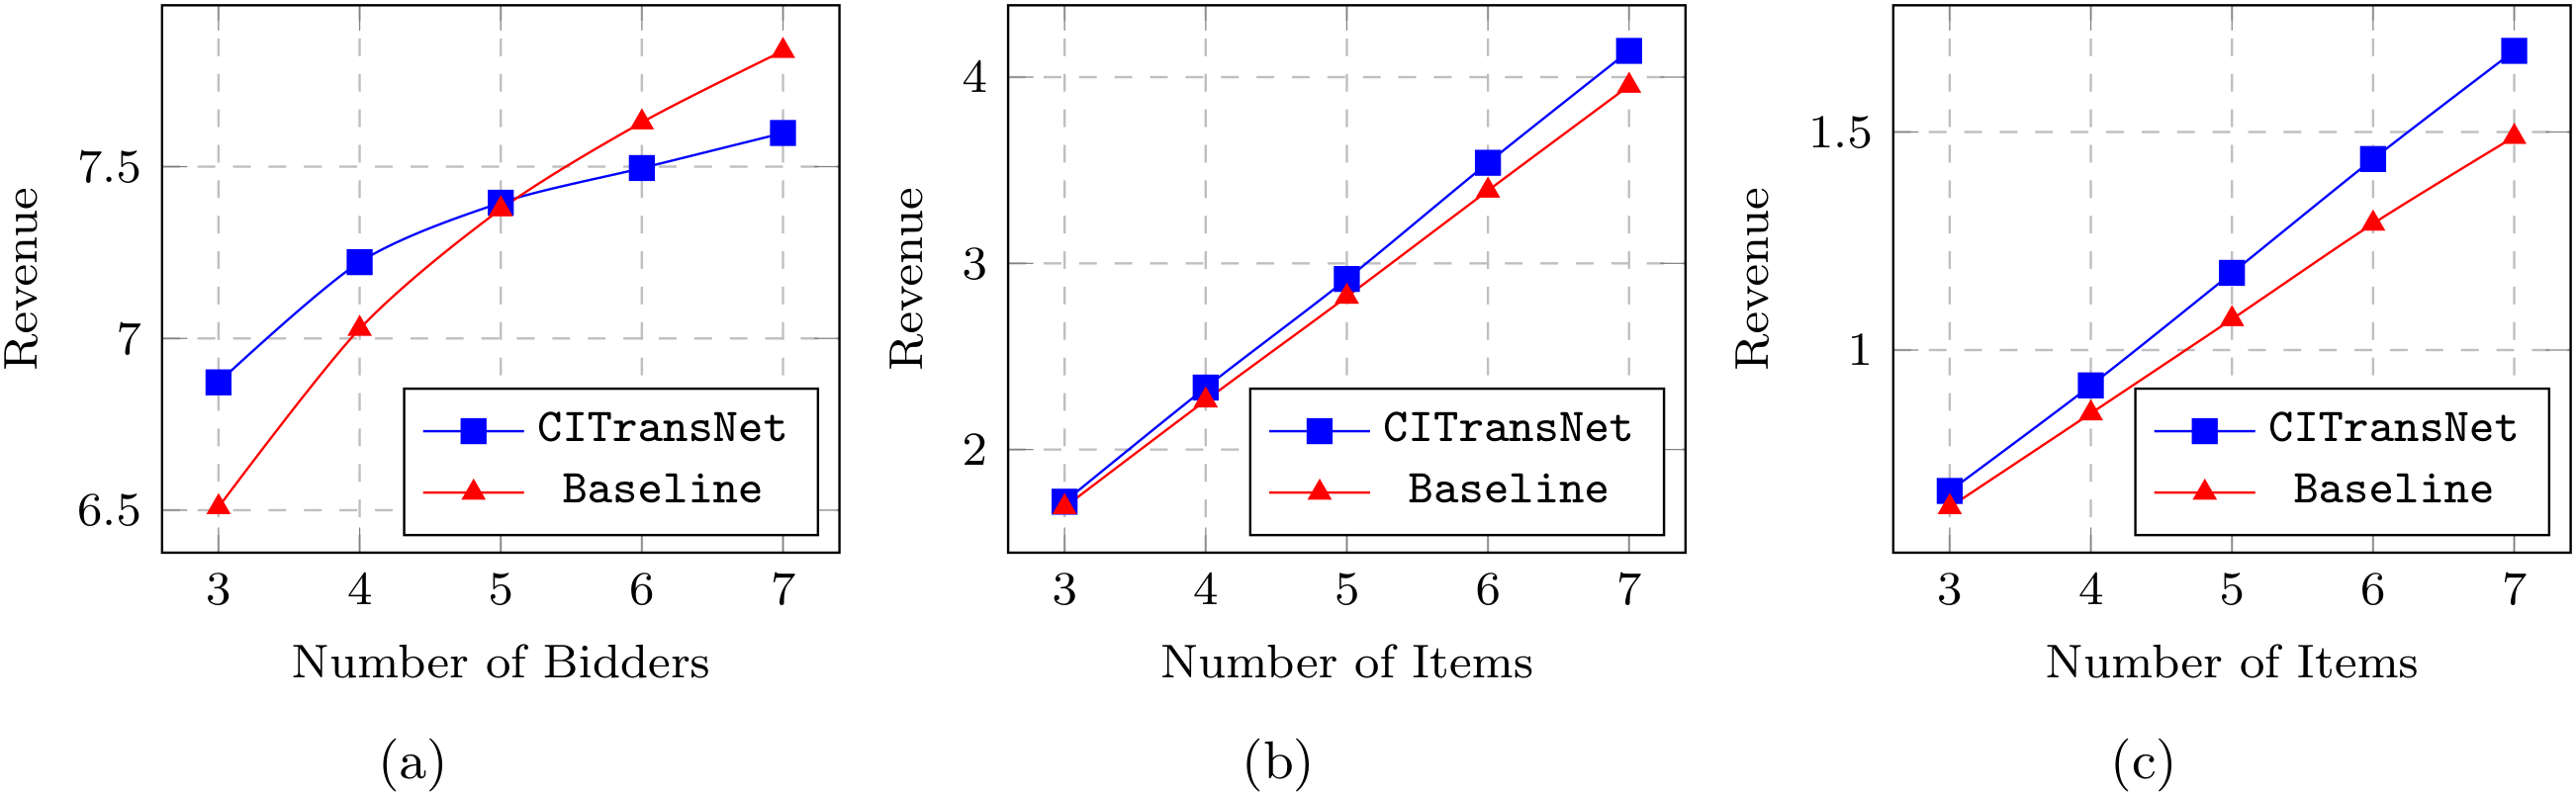 Revenue
7.5
7
6.5
CITransNet
Baseline
3 4 5 6 7
Number of Bidders
(a)
Revenue
4
3
2
CITransNet
Baseline
3 4 5 6 7
Number of Items
(b)
Revenue
1.5
1
CITransNet
Baseline
3 4 5 6 7
Number of Items
(c)